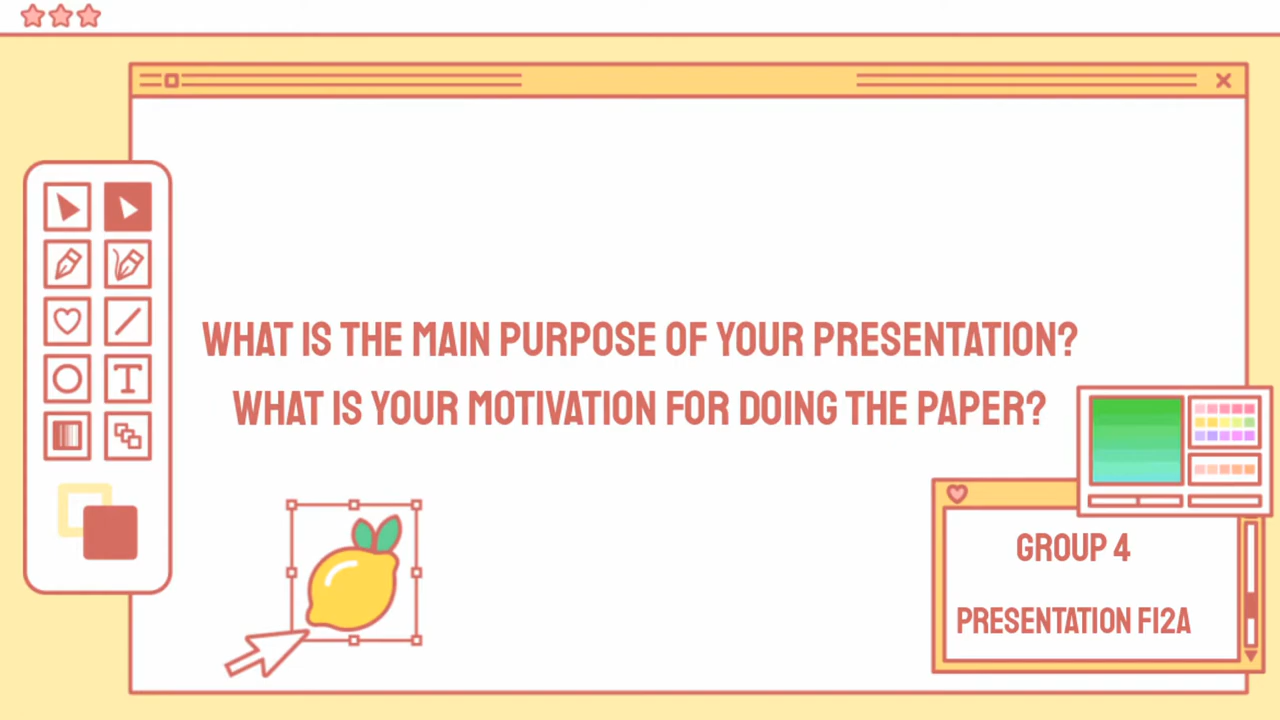 WHAT IS THE MAIN PURPOSE OF YOUR PRESENTATION?
WHAT IS YOUR MOTIVATION FOR DOING THE PAPER?
GROUP 4
PRESENTATION FI2A